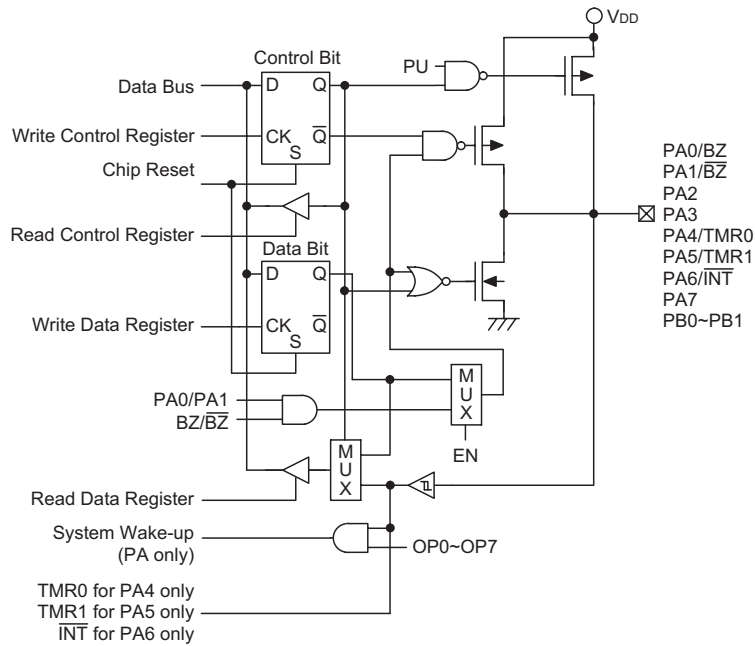 VDD
Control Bit
PU
Data Bus
D
Q
Write Control Register
CK
Q̅
S
Chip Reset
PA0/BZ
PA1/B̅Z̅
PA2
PA3
PA4/TMR0
PA5/TMR1
PA6/I̅N̅T̅
PA7
PB0~PB1
Read Control Register
Data Bit
D
Q
Write Data Register
CK
Q̅
S
PA0/PA1
BZ/B̅Z̅
MUX
EN
MUX
Read Data Register
System Wake-up
(PA only)
OP0~OP7
TMR0 for PA4 only
TMR1 for PA5 only
I̅N̅T̅ for PA6 only